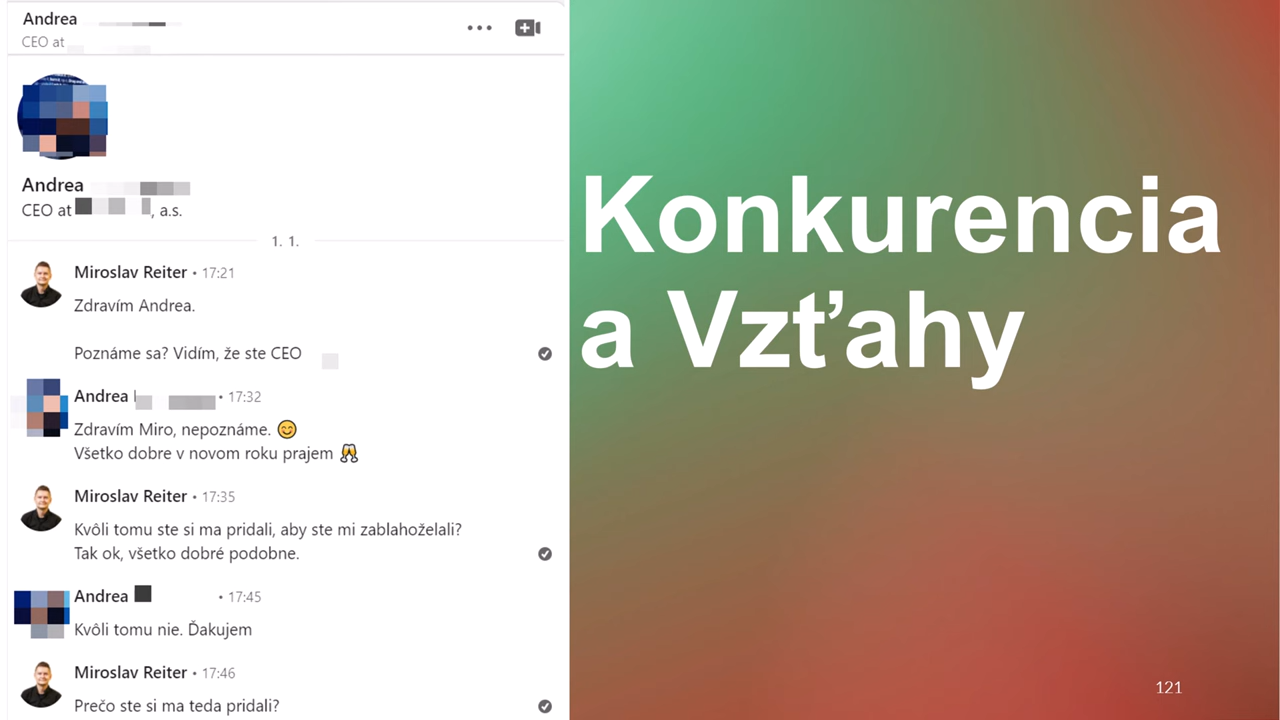 Andrea
CEO at
Andrea
CEO at , a.s.
1. 1.
Miroslav Reiter • 17:21
Zdravím Andrea.
Poznáme sa? Vidím, že ste CEO
Andrea • 17:32
Zdravím Miro, nepoznáme. 😊
Všetko dobre v novom roku prajem 🥂
Miroslav Reiter • 17:35
Kvôli tomu ste si ma pridali, aby ste mi zablahoželali?
Tak ok, všetko dobré podobne.
Andrea • 17:45
Kvôli tomu nie. Ďakujem
Miroslav Reiter • 17:46
Prečo ste si ma teda pridali?
Konkurencia
a Vzťahy
121